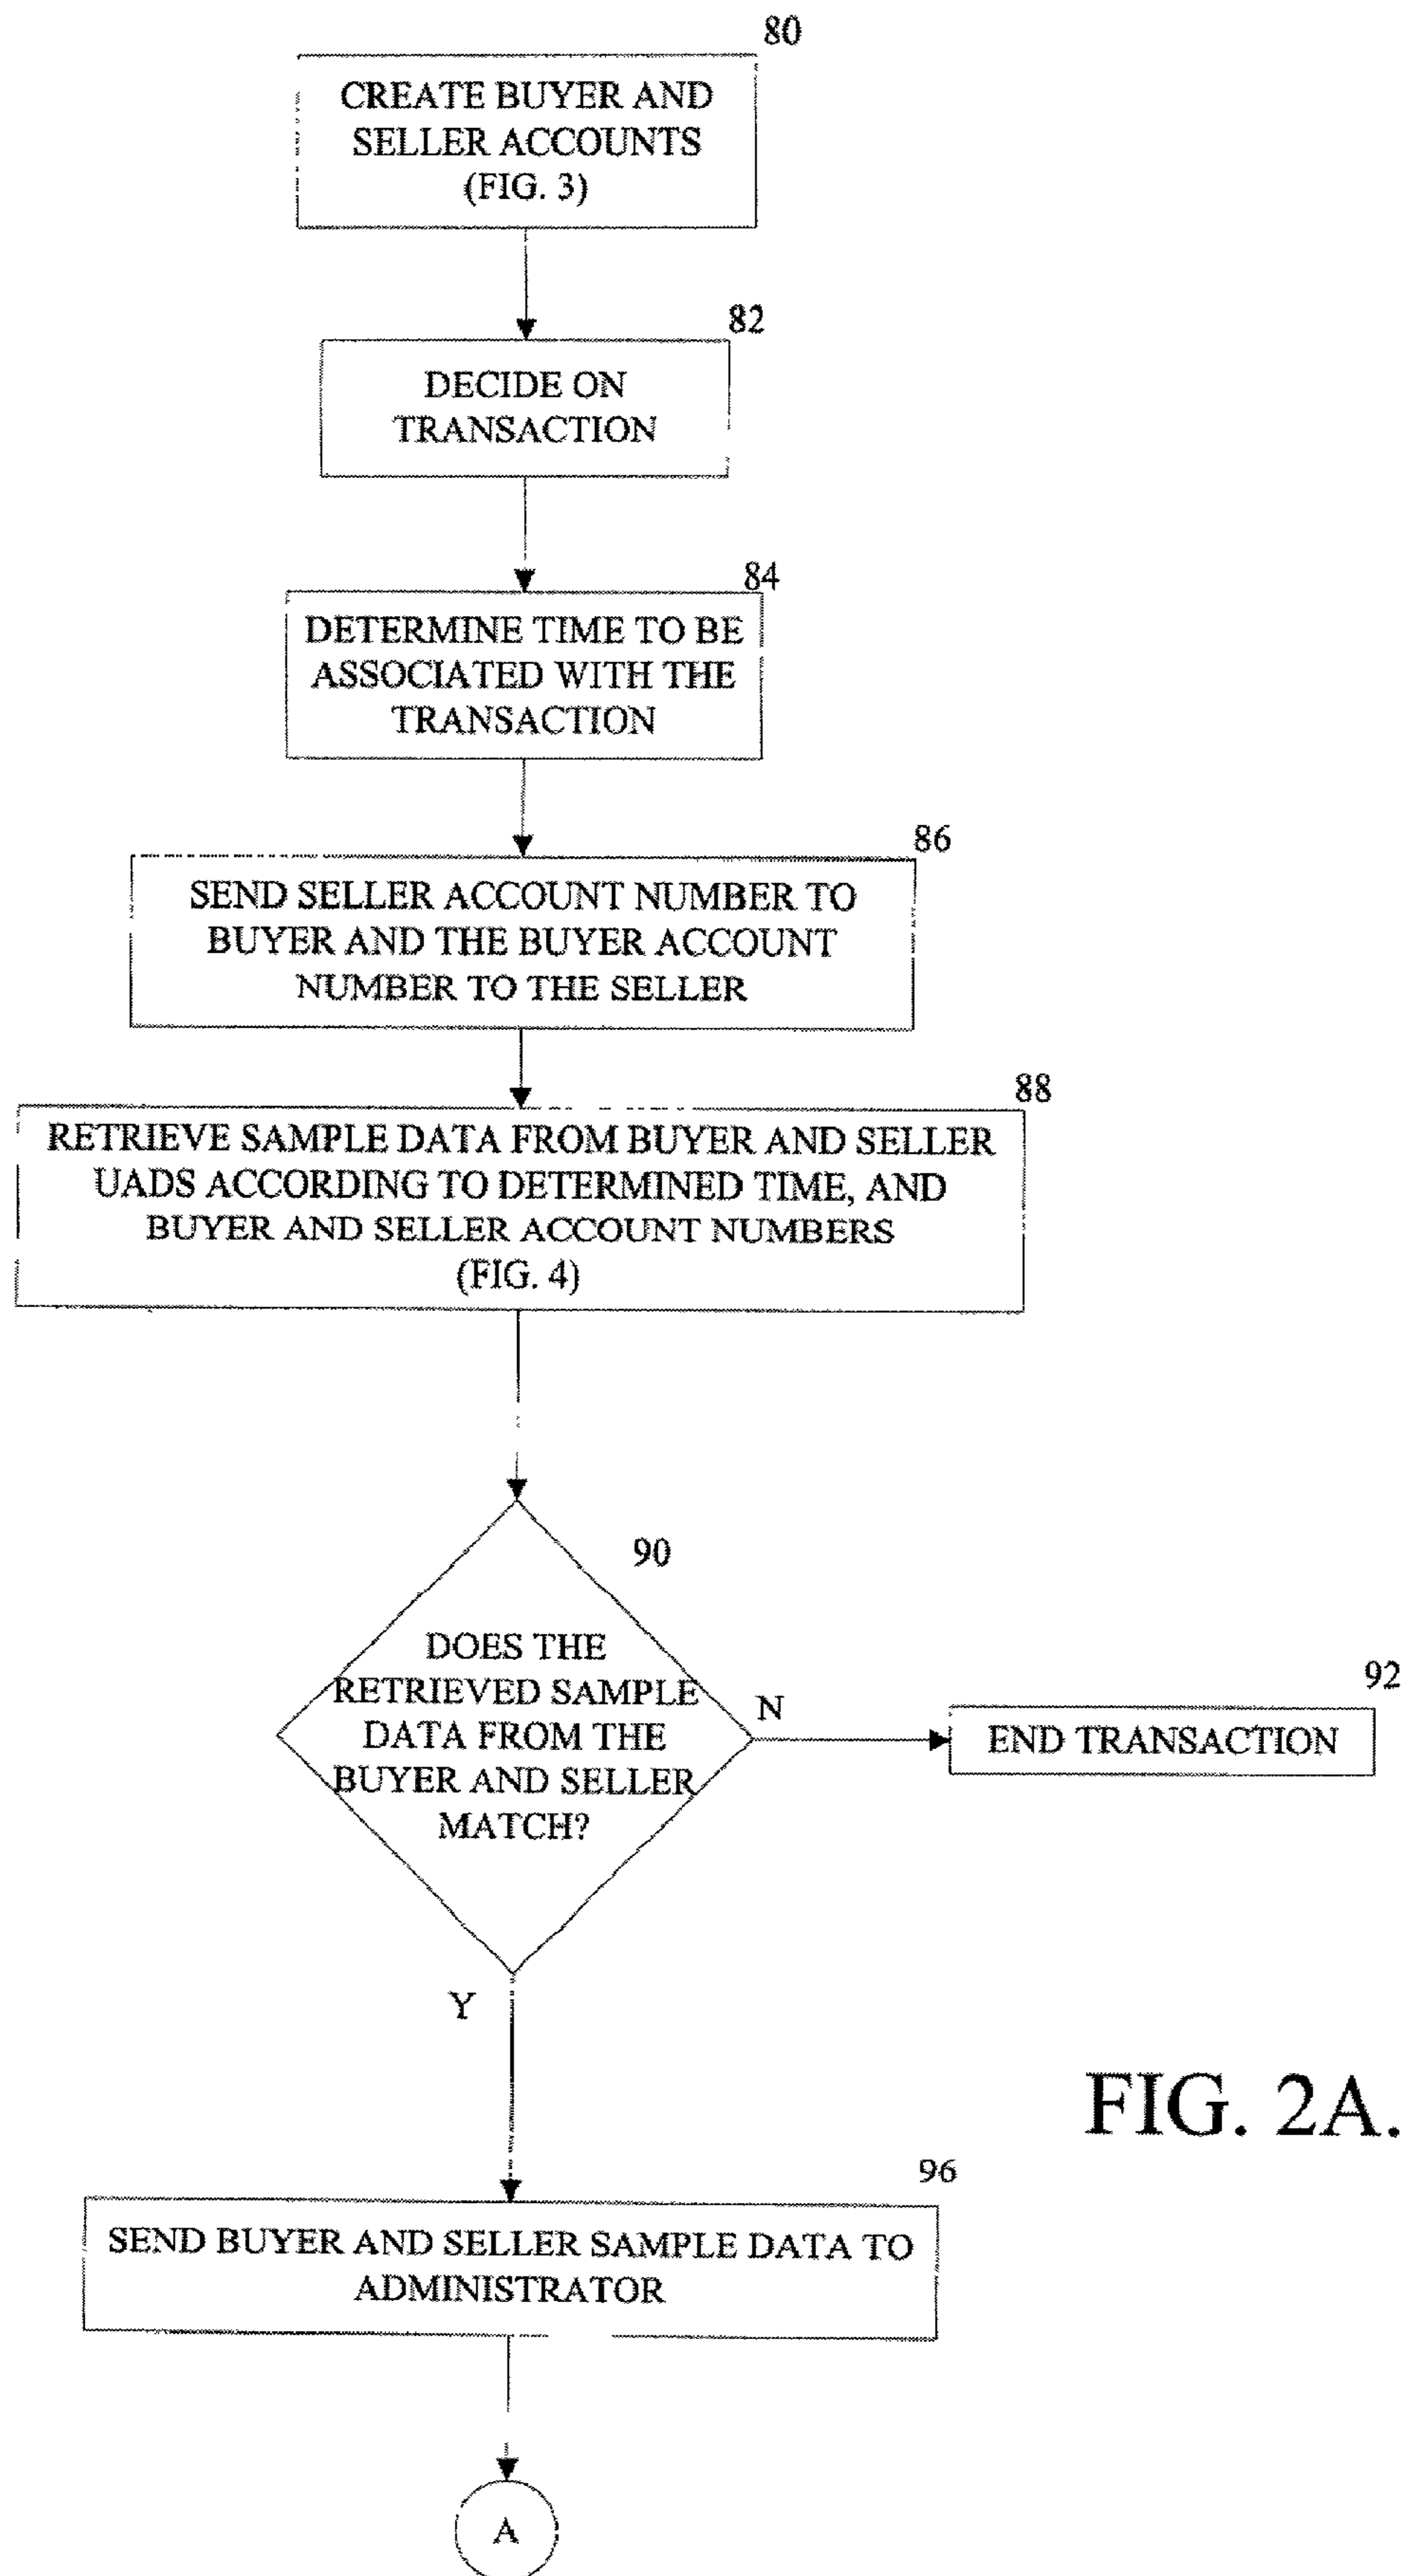 80
CREATE BUYER AND
SELLER ACCOUNTS
(FIG. 3)
82
DECIDE ON
TRANSACTION
84
DETERMINE TIME TO BE
ASSOCIATED WITH THE
TRANSACTION
86
SEND SELLER ACCOUNT NUMBER TO
BUYER AND THE BUYER ACCOUNT
NUMBER TO THE SELLER
88
RETRIEVE SAMPLE DATA FROM BUYER AND SELLER
UADS ACCORDING TO DETERMINED TIME, AND
BUYER AND SELLER ACCOUNT NUMBERS
(FIG. 4)
90
DOES THE
RETRIEVED SAMPLE
DATA FROM THE
BUYER AND SELLER
MATCH?
N
92
END TRANSACTION
Y
FIG. 2A.
96
SEND BUYER AND SELLER SAMPLE DATA TO
ADMINISTRATOR
A